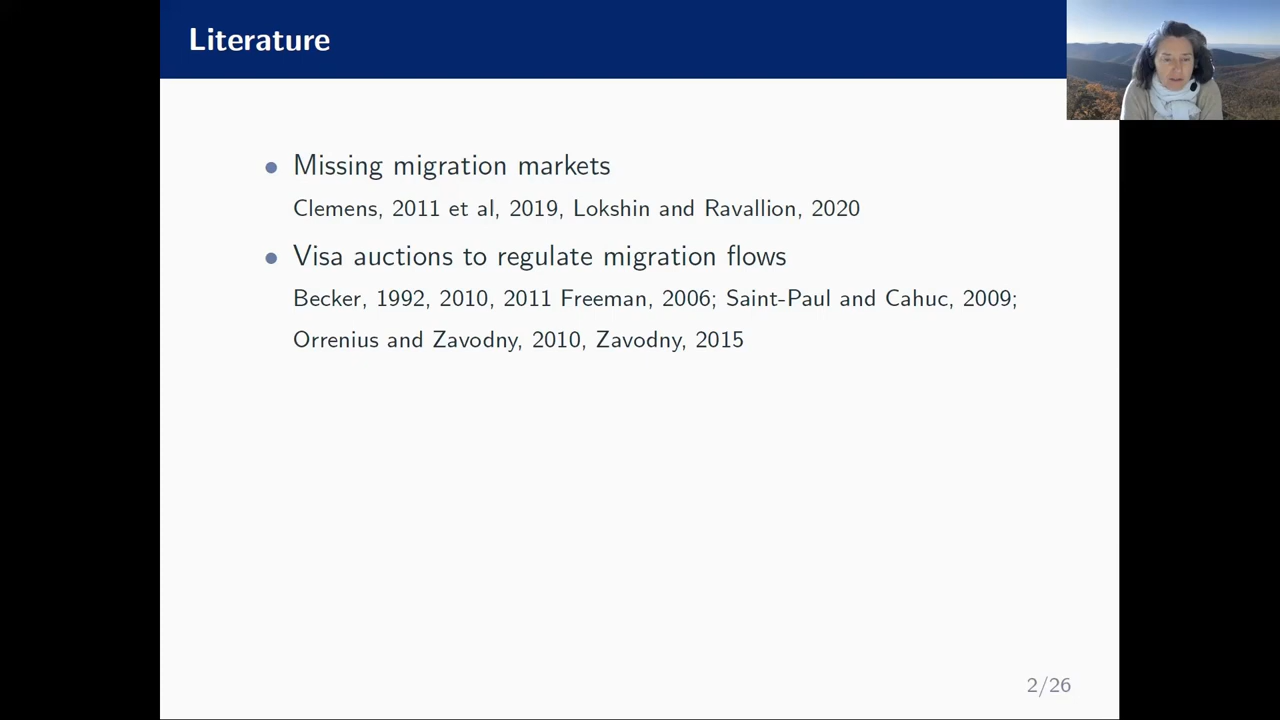 Literature
• Missing migration markets
Clemens, 2011 et al, 2019, Lokshin and Ravallion, 2020
• Visa auctions to regulate migration flows
Becker, 1992, 2010, 2011 Freeman, 2006; Saint-Paul and Cahuc, 2009;
Orrenius and Zavodny, 2010, Zavodny, 2015
2/26